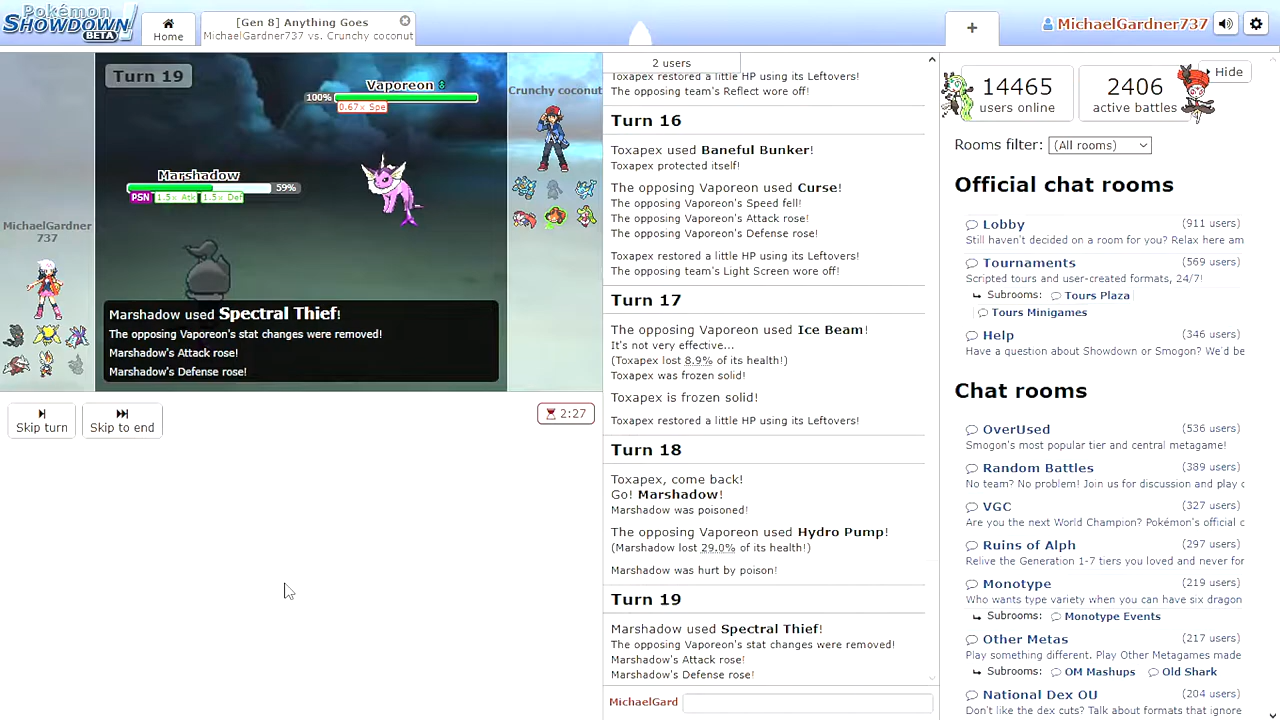 Pokémon
SHOWDOWN
BETA
Home
[Gen 8] Anything Goes
MichaelGardner737 vs. Crunchy coconut
+
MichaelGardner737
Turn 19
Vaporeon
100%
0.67x Spe
Marshadow
59%
PSN 1.5x Atk 1.5x Def
MichaelGardner
737
Crunchy coconut
Marshadow used Spectral Thief!
The opposing Vaporeon's stat changes were removed!
Marshadow's Attack rose!
Marshadow's Defense rose!
Skip turn
Skip to end
2:27
2 users
Toxapex restored a little HP using its Leftovers!
The opposing team's Reflect wore off!
Turn 16
Toxapex used Baneful Bunker!
Toxapex protected itself!
The opposing Vaporeon used Curse!
The opposing Vaporeon's Speed fell!
The opposing Vaporeon's Attack rose!
The opposing Vaporeon's Defense rose!
Toxapex restored a little HP using its Leftovers!
The opposing team's Light Screen wore off!
Turn 17
The opposing Vaporeon used Ice Beam!
It's not very effective...
(Toxapex lost 8.9% of its health!)
Toxapex was frozen solid!
Toxapex is frozen solid!
Toxapex restored a little HP using its Leftovers!
Turn 18
Toxapex, come back!
Go! Marshadow!
Marshadow was poisoned!
The opposing Vaporeon used Hydro Pump!
(Marshadow lost 29.0% of its health!)
Marshadow was hurt by poison!
Turn 19
Marshadow used Spectral Thief!
The opposing Vaporeon's stat changes were removed!
Marshadow's Attack rose!
Marshadow's Defense rose!
MichaelGard
14465
users online
2406
active battles
Hide
Rooms filter: (All rooms)
Official chat rooms
Lobby (911 users)
Still haven't decided on a room for you? Relax here am
Tournaments (569 users)
Scripted tours and user-created formats, 24/7!
Subrooms: Tours Plaza
Tours Minigames
Help (346 users)
Have a question about Showdown or Smogon? We'd be
Chat rooms
OverUsed (536 users)
Smogon's most popular tier and central metagame!
Random Battles (389 users)
No team? No problem! Join us for discussion and play c
VGC (327 users)
Are you the next World Champion? Pokémon's official c
Ruins of Alph (297 users)
Relive the Generation 1-7 tiers you loved and never for
Monotype (219 users)
Who wants type variety when you can have six dragon
Subrooms: Monotype Events
Other Metas (217 users)
Play something different. Play Other Metagames made
Subrooms: OM Mashups Old Shark
National Dex OU (204 users)
Don't like the dex cuts? Talk about formats that ignore